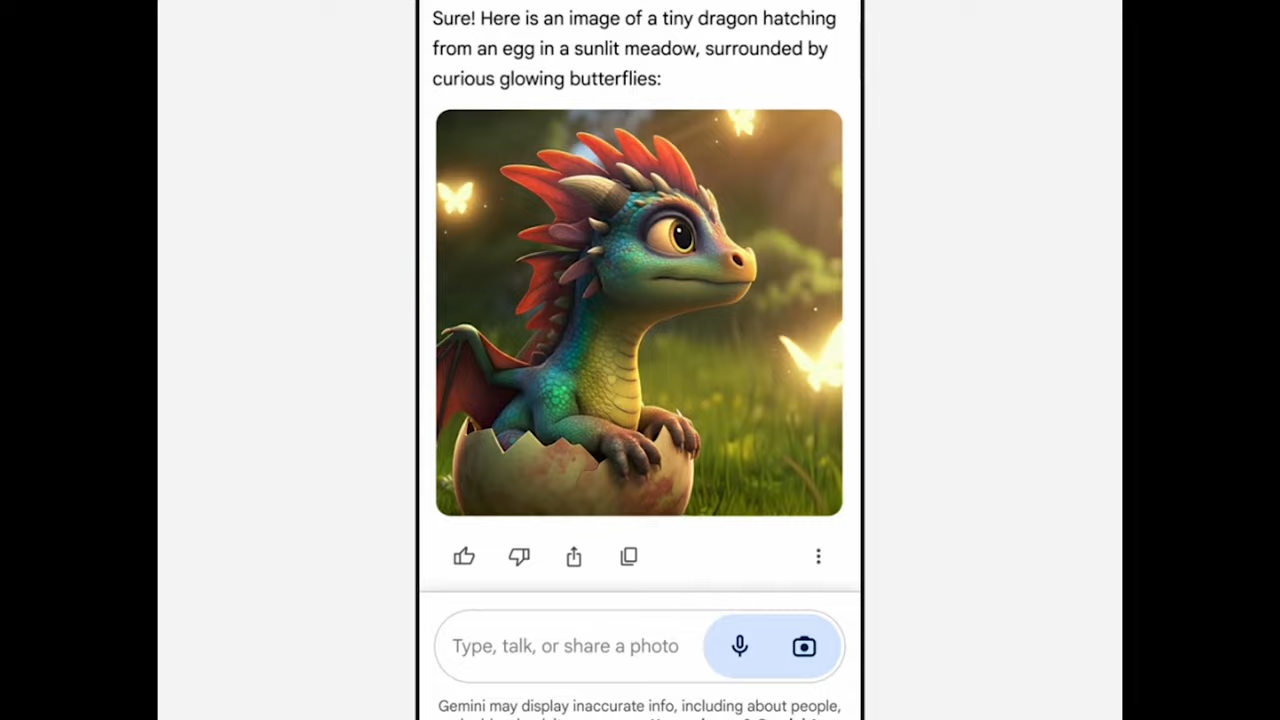 Sure! Here is an image of a tiny dragon hatching
from an egg in a sunlit meadow, surrounded by
curious glowing butterflies:
Type, talk, or share a photo
Gemini may display inaccurate info, including about people,